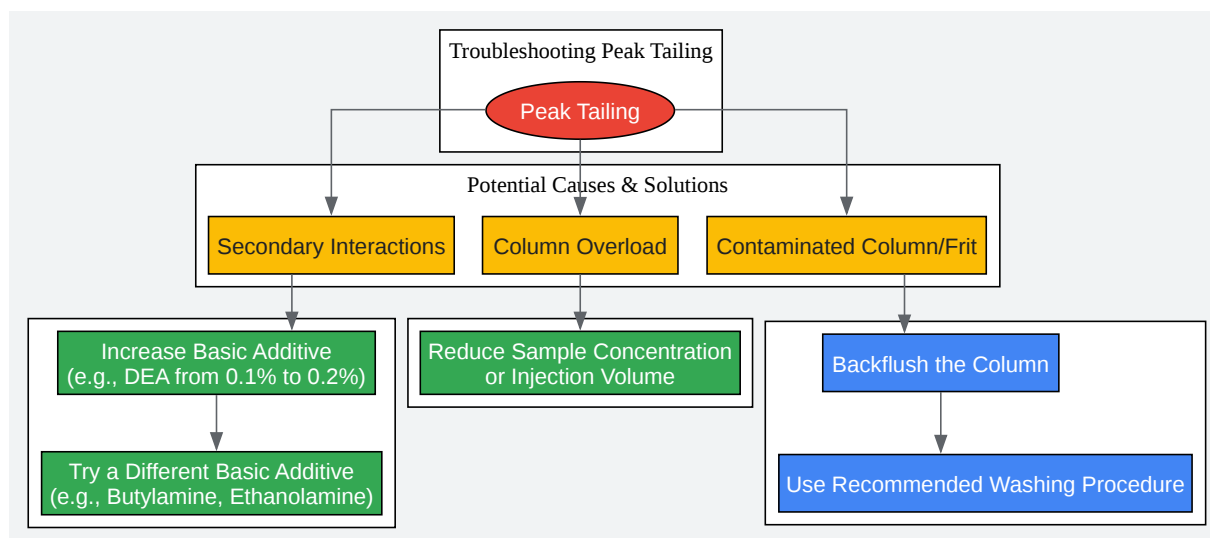 Troubleshooting Peak Tailing
Peak Tailing
Potential Causes & Solutions
Secondary Interactions
Column Overload
Contaminated Column/Frit
Increase Basic Additive
(e.g., DEA from 0.1% to 0.2%)
Reduce Sample Concentration
or Injection Volume
Backflush the Column
Try a Different Basic Additive
(e.g., Butylamine, Ethanolamine)
Use Recommended Washing Procedure